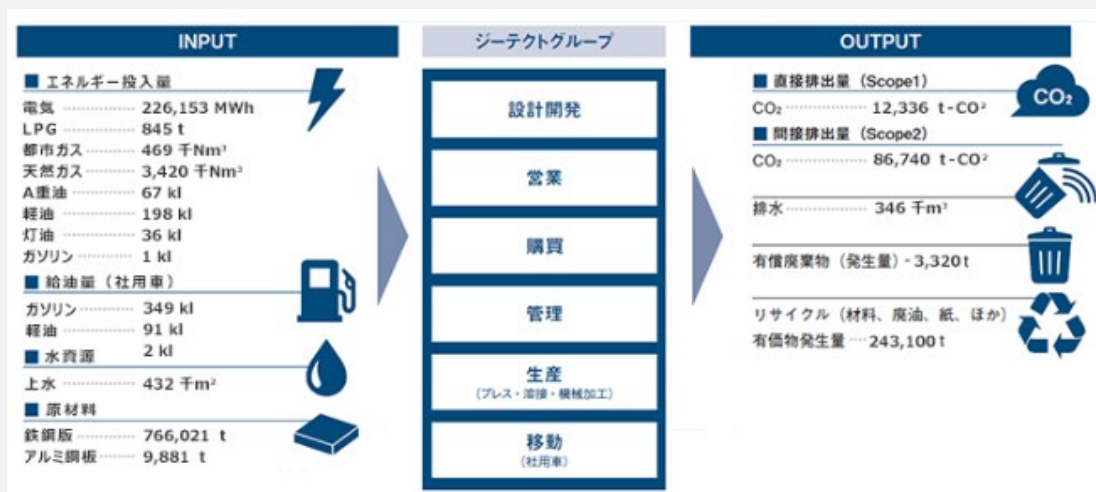 INPUT
■ エネルギー投入量
電気 ············ 226,153 MWh
LPG ············ 845 t
都市ガス ········ 469 千Nm³
天然ガス ········ 3,420 千Nm³
A重油 ·········· 67 kl
軽油 ············ 198 kl
灯油 ············ 36 kl
ガソリン ········ 1 kl
■ 給油量（社用車）
ガソリン ········ 349 kl
軽油 ············ 91 kl
2 kl
■ 水資源
上水 ············ 432 千m²
■ 原材料
鉄鋼版 ·········· 766,021 t
アルミ鋼板 ······ 9,881 t
ジーテクトグループ
設計開発
営業
購買
管理
生産
（プレス・溶接・機械加工）
移動
（社用車）
OUTPUT
■ 直接排出量（Scope1）
CO₂ ············ 12,336 t-CO²
■ 間接排出量（Scope2）
CO₂ ············ 86,740 t-CO²
排水 ············ 346 千m³
有償廃棄物（発生量）- 3,320t
リサイクル（材料、廃油、紙、ほか）
有価物発生量 ···· 243,100t
CO₂